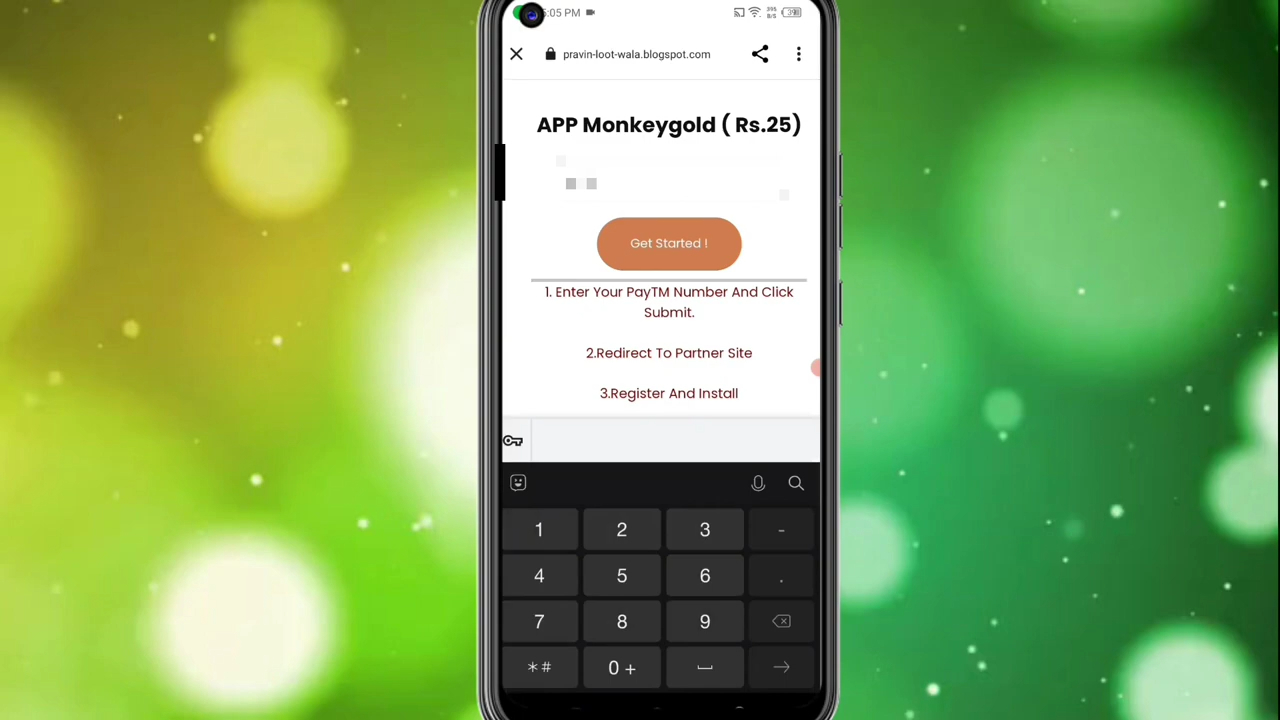 5:05 PM
395
B/S
39
pravin-loot-wala.blogspot.com
APP Monkeygold ( Rs.25)
Get Started !
1. Enter Your PayTM Number And Click
Submit.
2.Redirect To Partner Site
3.Register And Install
1 2 3 -
4 5 6 .
7 8 9
*# 0 +